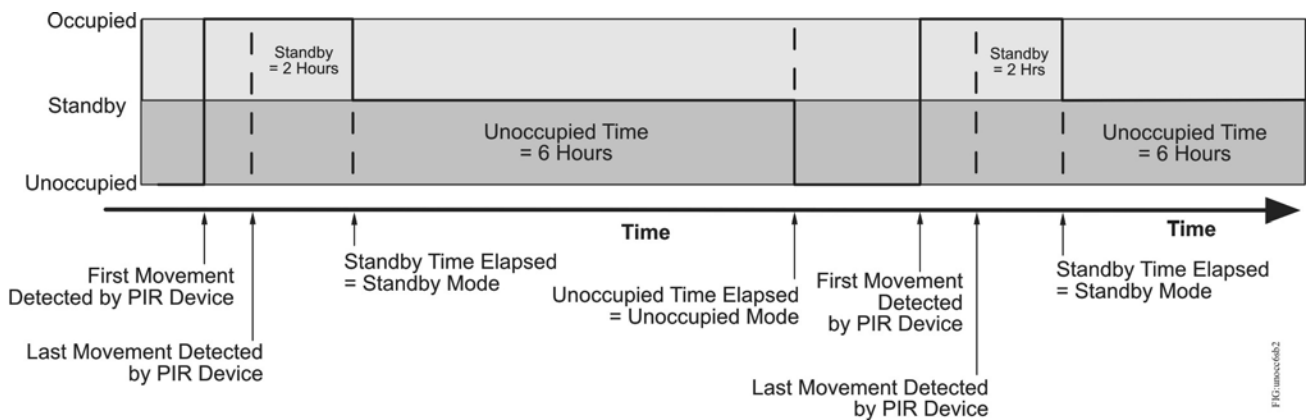 Occupied
Standby
= 2 Hours
Standby
= 2 Hrs
Standby
Unoccupied Time
= 6 Hours
Unoccupied Time
= 6 Hours
Unoccupied
Time
Time
First Movement
Detected by PIR Device
Standby Time Elapsed
= Standby Mode
Unoccupied Time Elapsed
= Unoccupied Mode
First Movement
Detected
by PIR Device
Standby Time Elapsed
= Standby Mode
Last Movement Detected
by PIR Device
Last Movement Detected
by PIR Device
FIG:unocc6sb2